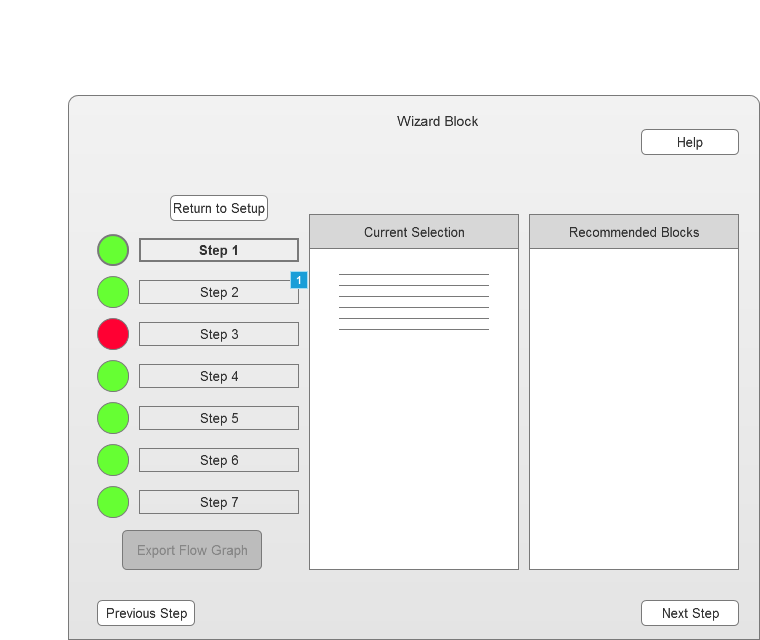 Wizard Block
Help
Return to Setup
Current Selection
Recommended Blocks
Step 1
1
Step 2
Step 3
Step 4
Step 5
Step 6
Step 7
Export Flow Graph
Previous Step
Next Step